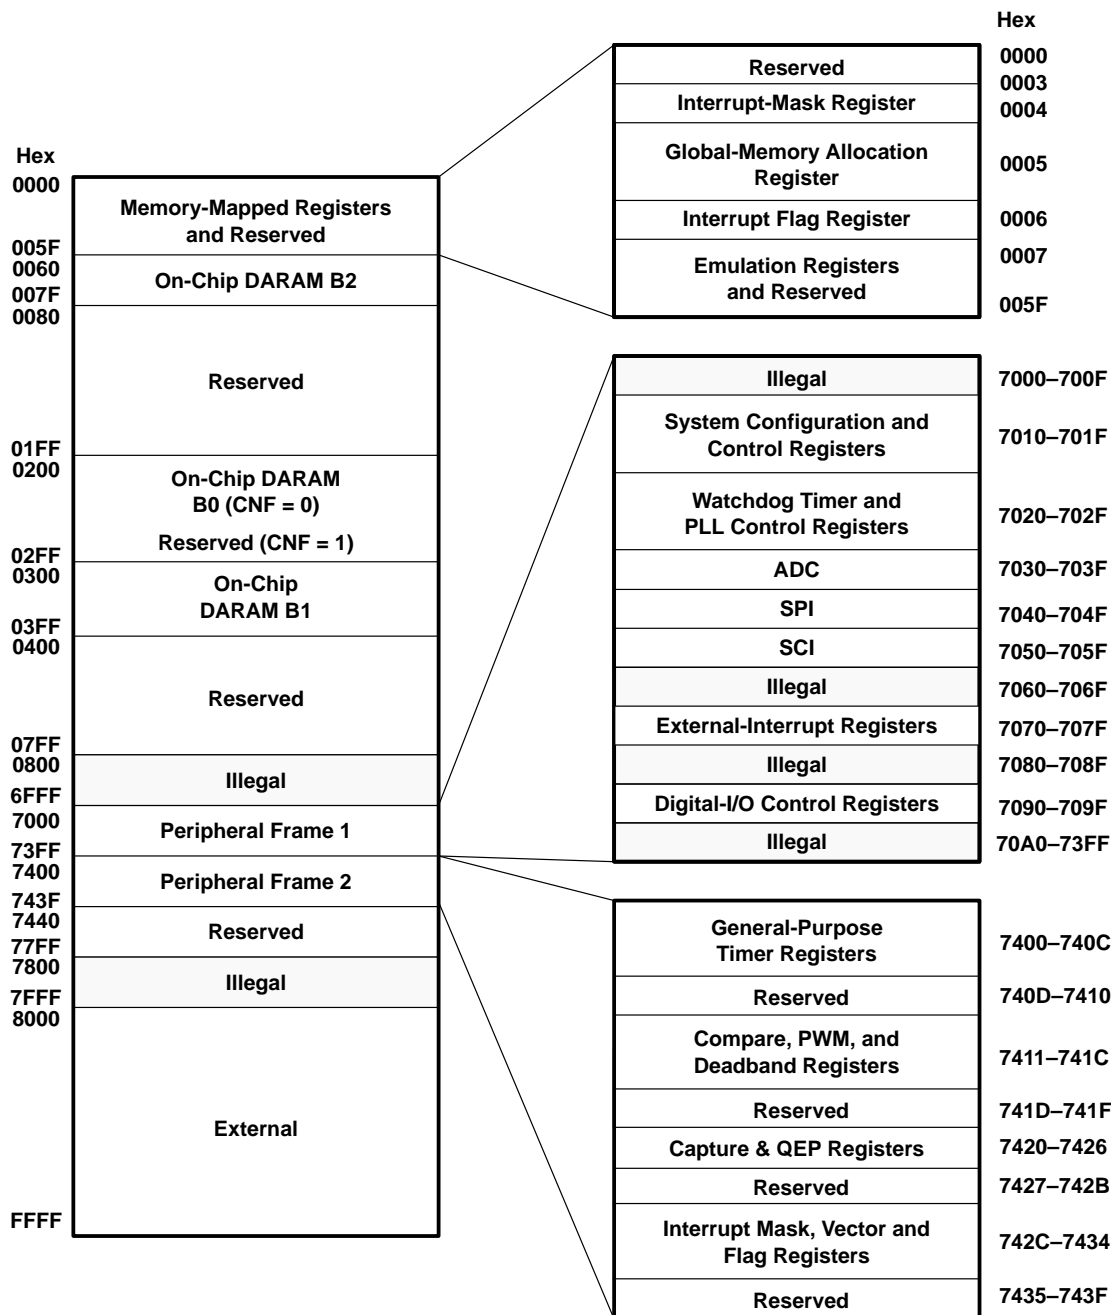 Hex
0000
Memory-Mapped Registers
and Reserved
005F
0060
On-Chip DARAM B2
007F
0080
Reserved
01FF
0200
On-Chip DARAM
B0 (CNF = 0)
Reserved (CNF = 1)
02FF
0300
On-Chip
DARAM B1
03FF
0400
Reserved
07FF
0800
Illegal
6FFF
7000
Peripheral Frame 1
73FF
7400
Peripheral Frame 2
743F
7440
Reserved
77FF
7800
Illegal
7FFF
8000
External
FFFF
Hex
Reserved
0000
0003
Interrupt-Mask Register
0004
Global-Memory Allocation
Register
0005
Interrupt Flag Register
0006
0007
Emulation Registers
and Reserved
005F
Illegal
7000–700F
System Configuration and
Control Registers
7010–701F
Watchdog Timer and
PLL Control Registers
7020–702F
ADC
7030–703F
SPI
7040–704F
SCI
7050–705F
Illegal
7060–706F
External-Interrupt Registers
7070–707F
Illegal
7080–708F
Digital-I/O Control Registers
7090–709F
Illegal
70A0–73FF
General-Purpose
Timer Registers
7400–740C
Reserved
740D–7410
Compare, PWM, and
Deadband Registers
7411–741C
Reserved
741D–741F
Capture & QEP Registers
7420–7426
Reserved
7427–742B
Interrupt Mask, Vector and
Flag Registers
742C–7434
Reserved
7435–743F